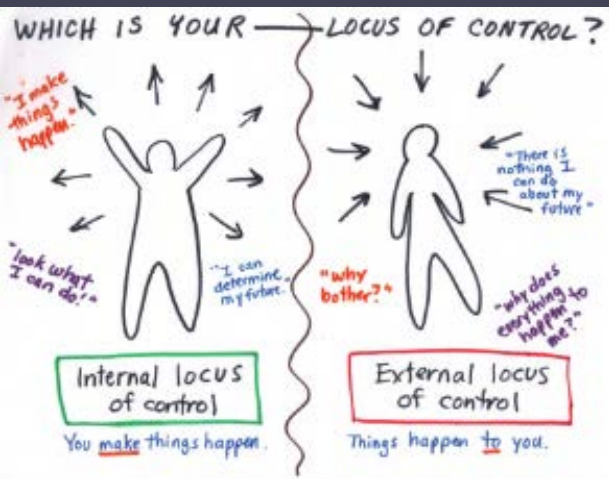 WHICH IS YOUR LOCUS OF CONTROL?
"I make
things
happen."
"look what
I can do!"
"I can
determine
my future."
Internal locus
of control
You make things happen.
"There is
nothing I
can do
about my
future"
"why
bother?"
"why does
everything
happen to
me?"
External locus
of control
Things happen to you.